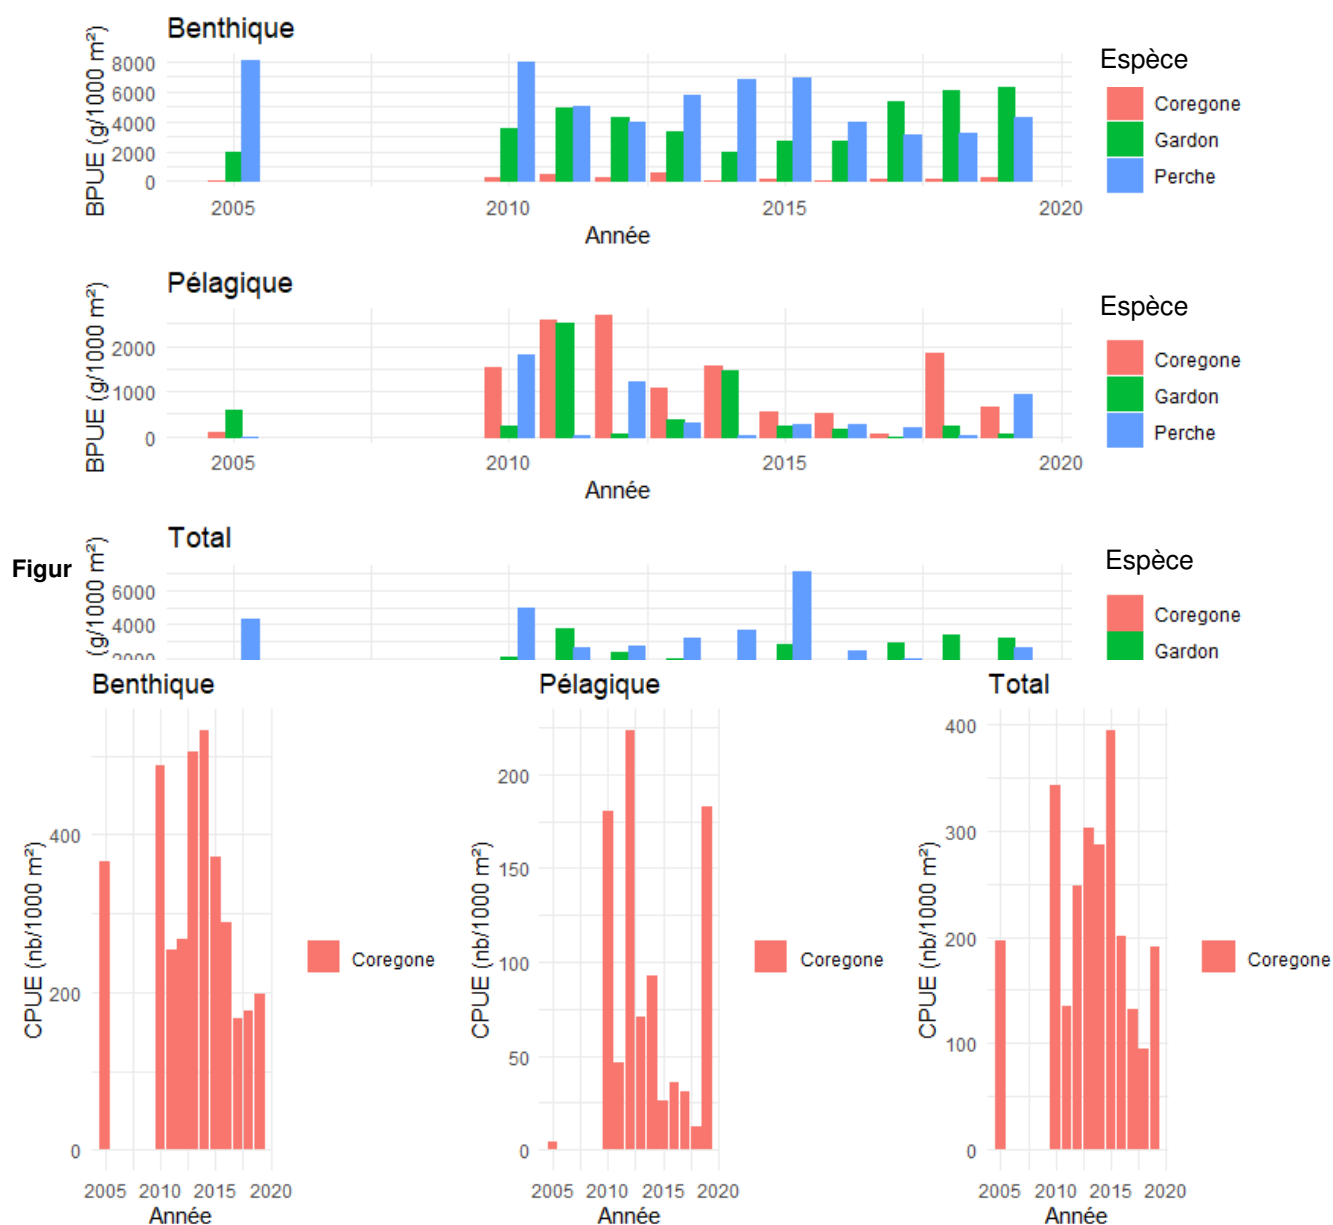 Benthique
BPUE (g/1000 m²)
8000
6000
4000
2000
0
2005
2010
2015
2020
Année
Espèce
Coregone
Gardon
Perche
Pélagique
BPUE (g/1000 m²)
2000
1000
0
2005
2010
2015
2020
Année
Espèce
Coregone
Gardon
Perche
Figur
Total
(g/1000 m²)
6000
4000
2000
Espèce
Coregone
Gardon
Benthique
CPUE (nb/1000 m²)
400
200
0
2005 2010 2015 2020
Année
Coregone
Pélagique
CPUE (nb/1000 m²)
200
150
100
50
0
2005 2010 2015 2020
Année
Coregone
Total
CPUE (nb/1000 m²)
400
300
200
100
0
2005 2010 2015 2020
Année
Coregone